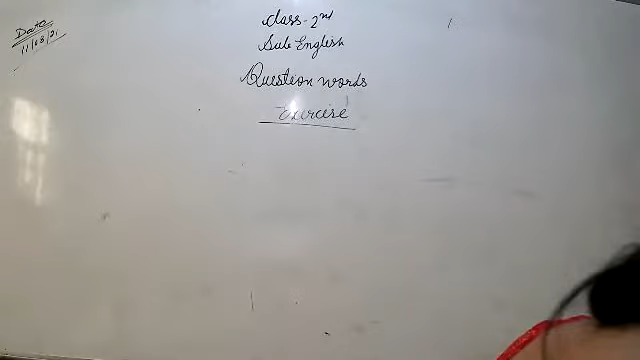 Date
11/08/21
Class-2nd
Sub English
Question words
Exercise